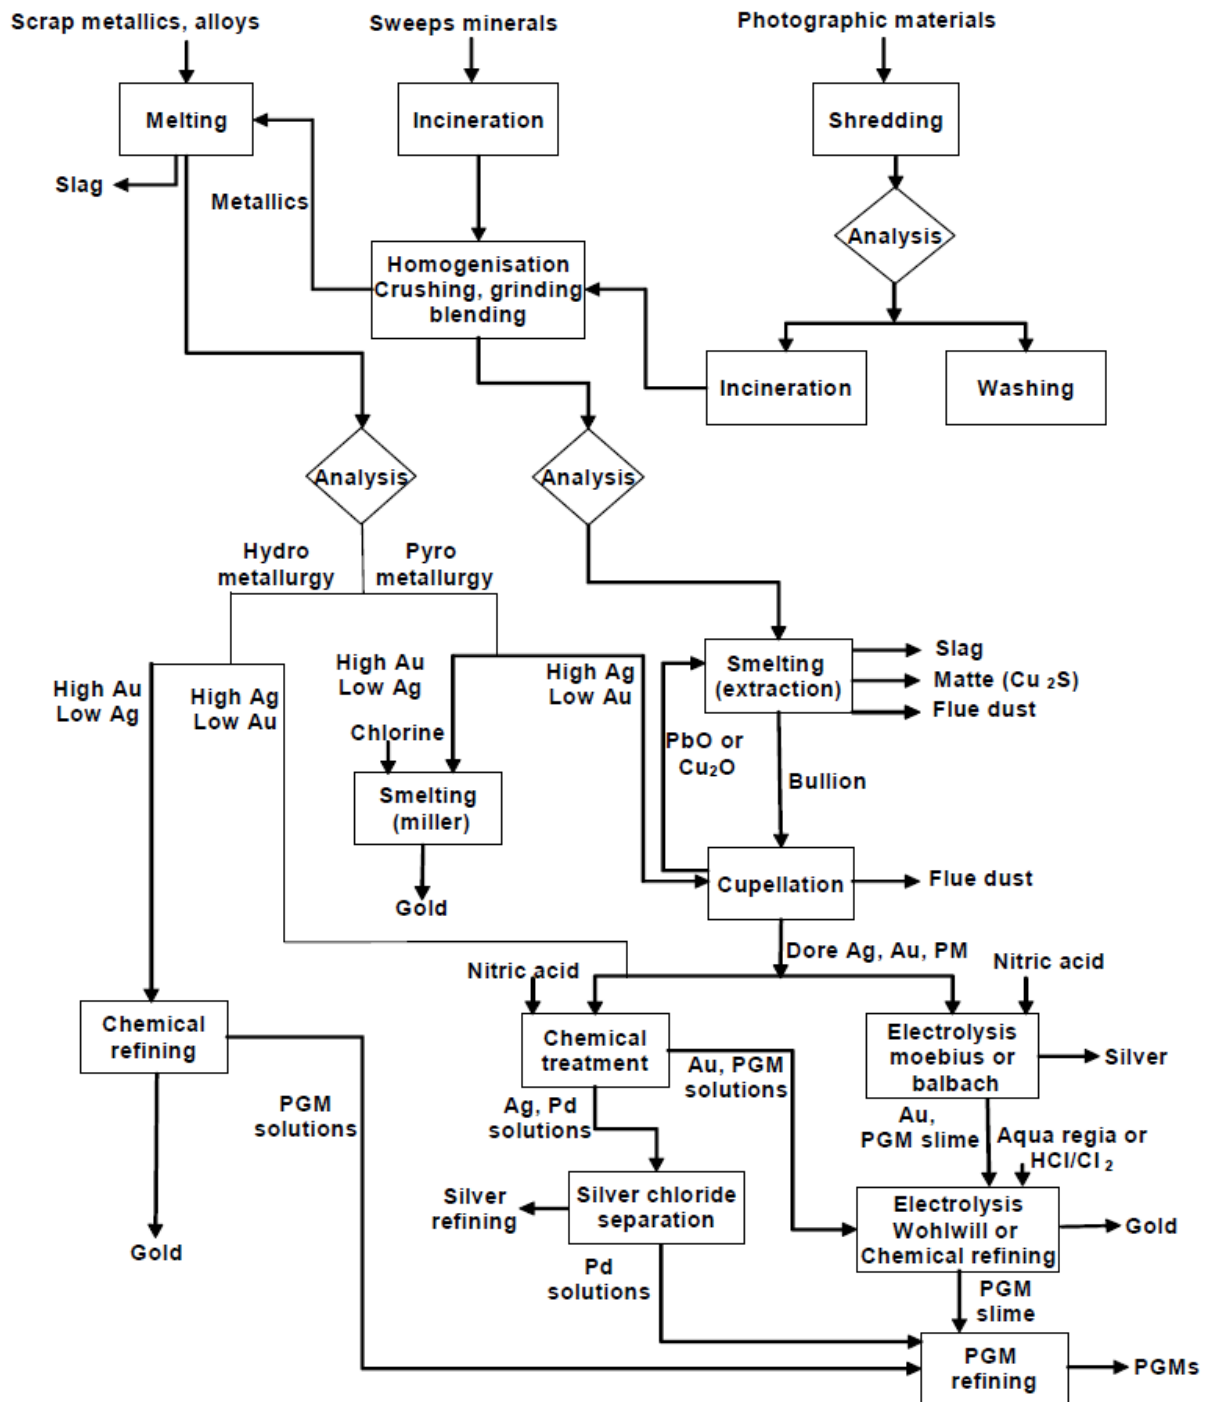 Scrap metallics, alloys
Sweeps minerals
Photographic materials
Melting
Incineration
Shredding
Slag
Metallics
Analysis
Homogenisation
Crushing, grinding
blending
Incineration
Washing
Analysis
Analysis
Hydro
metallurgy
Pyro
metallurgy
High Au
Low Ag
High Ag
Low Au
High Au
Low Ag
High Ag
Low Au
Smelting
(extraction)
Slag
Matte (Cu 2S)
Flue dust
Chlorine
PbO or
Cu2O
Bullion
Smelting
(miller)
Cupellation
Flue dust
Gold
Dore Ag, Au, PM
Nitric acid
Nitric acid
Chemical
refining
Chemical
treatment
Electrolysis
moebius or
balbach
Silver
Au, PGM
solutions
PGM
solutions
Ag, Pd
solutions
Au,
PGM slime
Aqua regia or
HCl/Cl 2
Silver
refining
Silver chloride
separation
Electrolysis
Wohlwill or
Chemical refining
Gold
Gold
Pd
solutions
PGM
slime
PGM
refining
PGMs